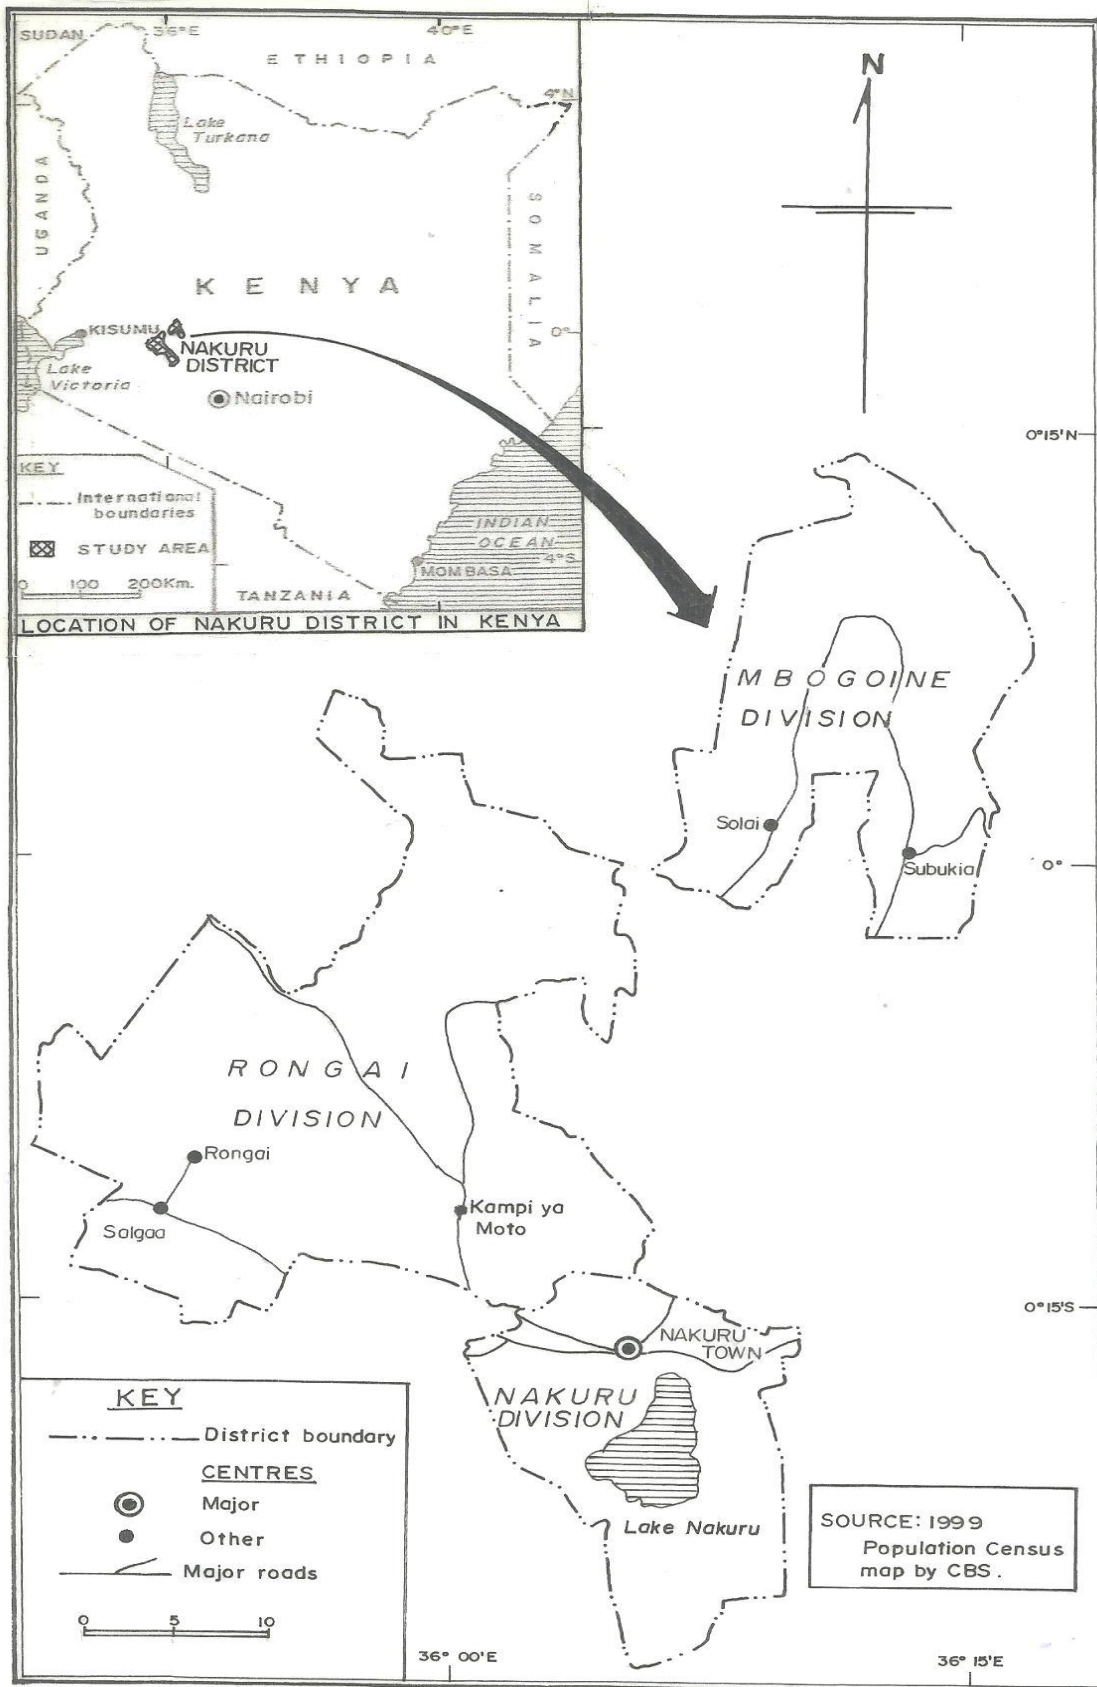 SUDAN
36°E
40°E
ETHIOPIA
4°N
Lake
Turkana
UGANDA
SOMALIA
KENYA
KISUMU
0°
NAKURU
DISTRICT
Lake
Victoria
Nairobi
KEY
International
boundaries
STUDY AREA
0 100 200Km.
INDIAN
OCEAN
4°S
MOMBASA
TANZANIA
LOCATION OF NAKURU DISTRICT IN KENYA
N
0°15'N
MBOGOINE
DIVISION
Solai
Subukia
0°
RONGAI
DIVISION
Rongai
Salgaa
Kampi ya
Moto
0°15'S
NAKURU
TOWN
NAKURU
DIVISION
Lake Nakuru
KEY
District boundary
CENTRES
Major
Other
Major roads
0 5 10
SOURCE: 1999
Population Census
map by CBS.
36° 00'E
36° 15'E